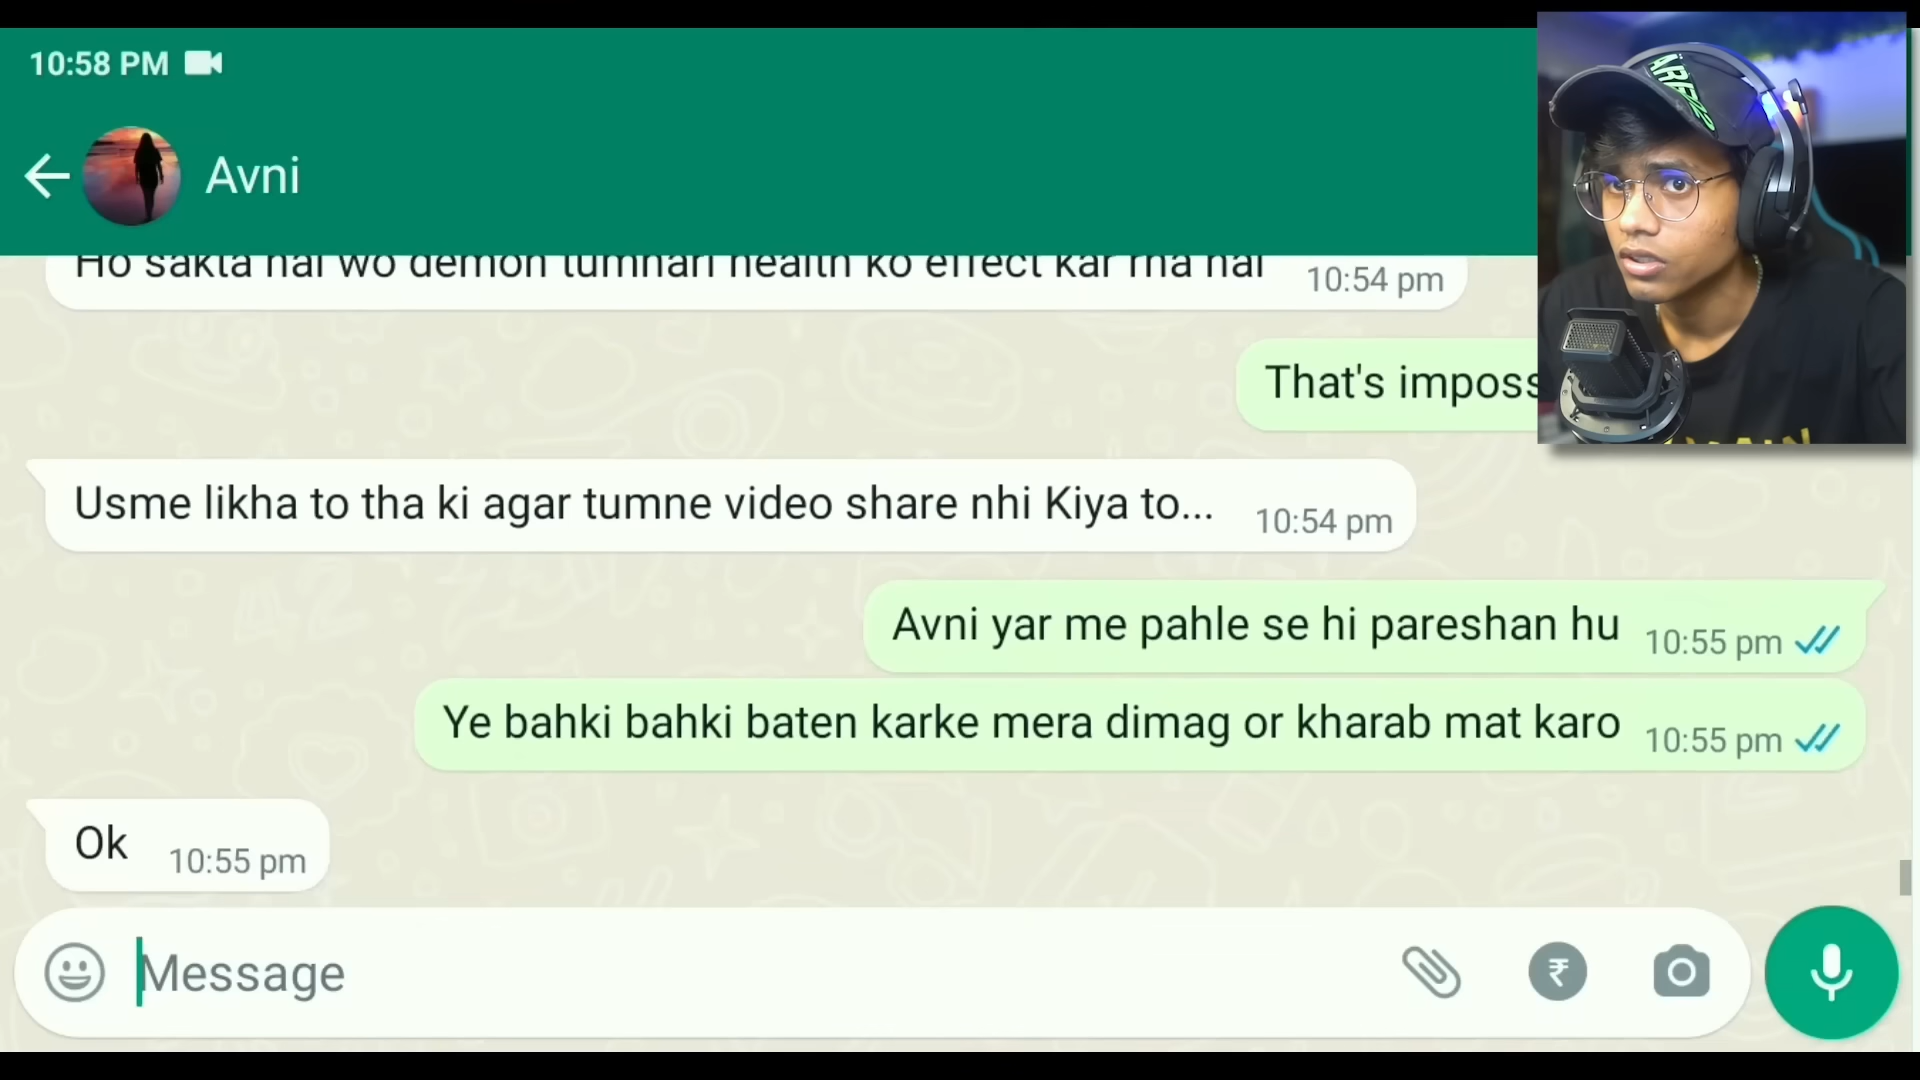 10:58 PM
Avni
Ho sakta hai wo demon tumhari health ko effect kar rha hai 10:54 pm
That's imposs
Usme likha to tha ki agar tumne video share nhi Kiya to... 10:54 pm
Avni yar me pahle se hi pareshan hu 10:55 pm
Ye bahki bahki baten karke mera dimag or kharab mat karo 10:55 pm
Ok 10:55 pm
Message
₹